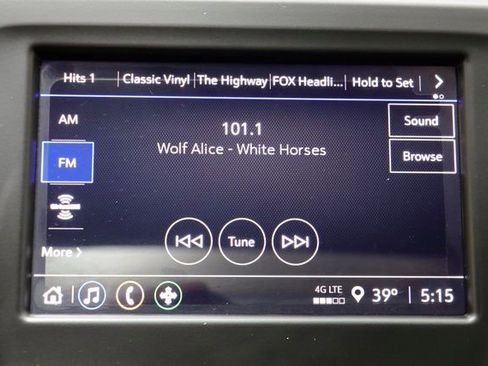 Hits 1 Classic Vinyl The Highway FOX Headli... Hold to Set
AM
101.1
Sound
Wolf Alice - White Horses
FM
Browse
More
Tune
4G LTE
39° 5:15